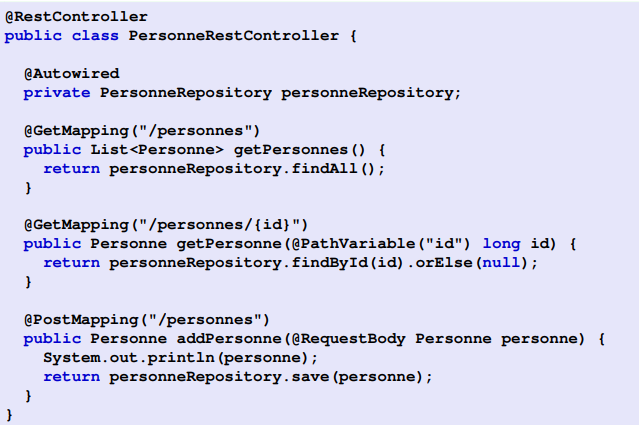 @RestController
public class PersonneRestController {
@Autowired
private PersonneRepository personneRepository;
@GetMapping("/personnes")
public List<Personne> getPersonnes() {
return personneRepository.findAll();
}
@GetMapping("/personnes/{id}")
public Personne getPersonne(@PathVariable("id") long id) {
return personneRepository.findById(id).orElse(null);
}
@PostMapping("/personnes")
public Personne addPersonne(@RequestBody Personne personne) {
System.out.println(personne);
return personneRepository.save(personne);
}
}